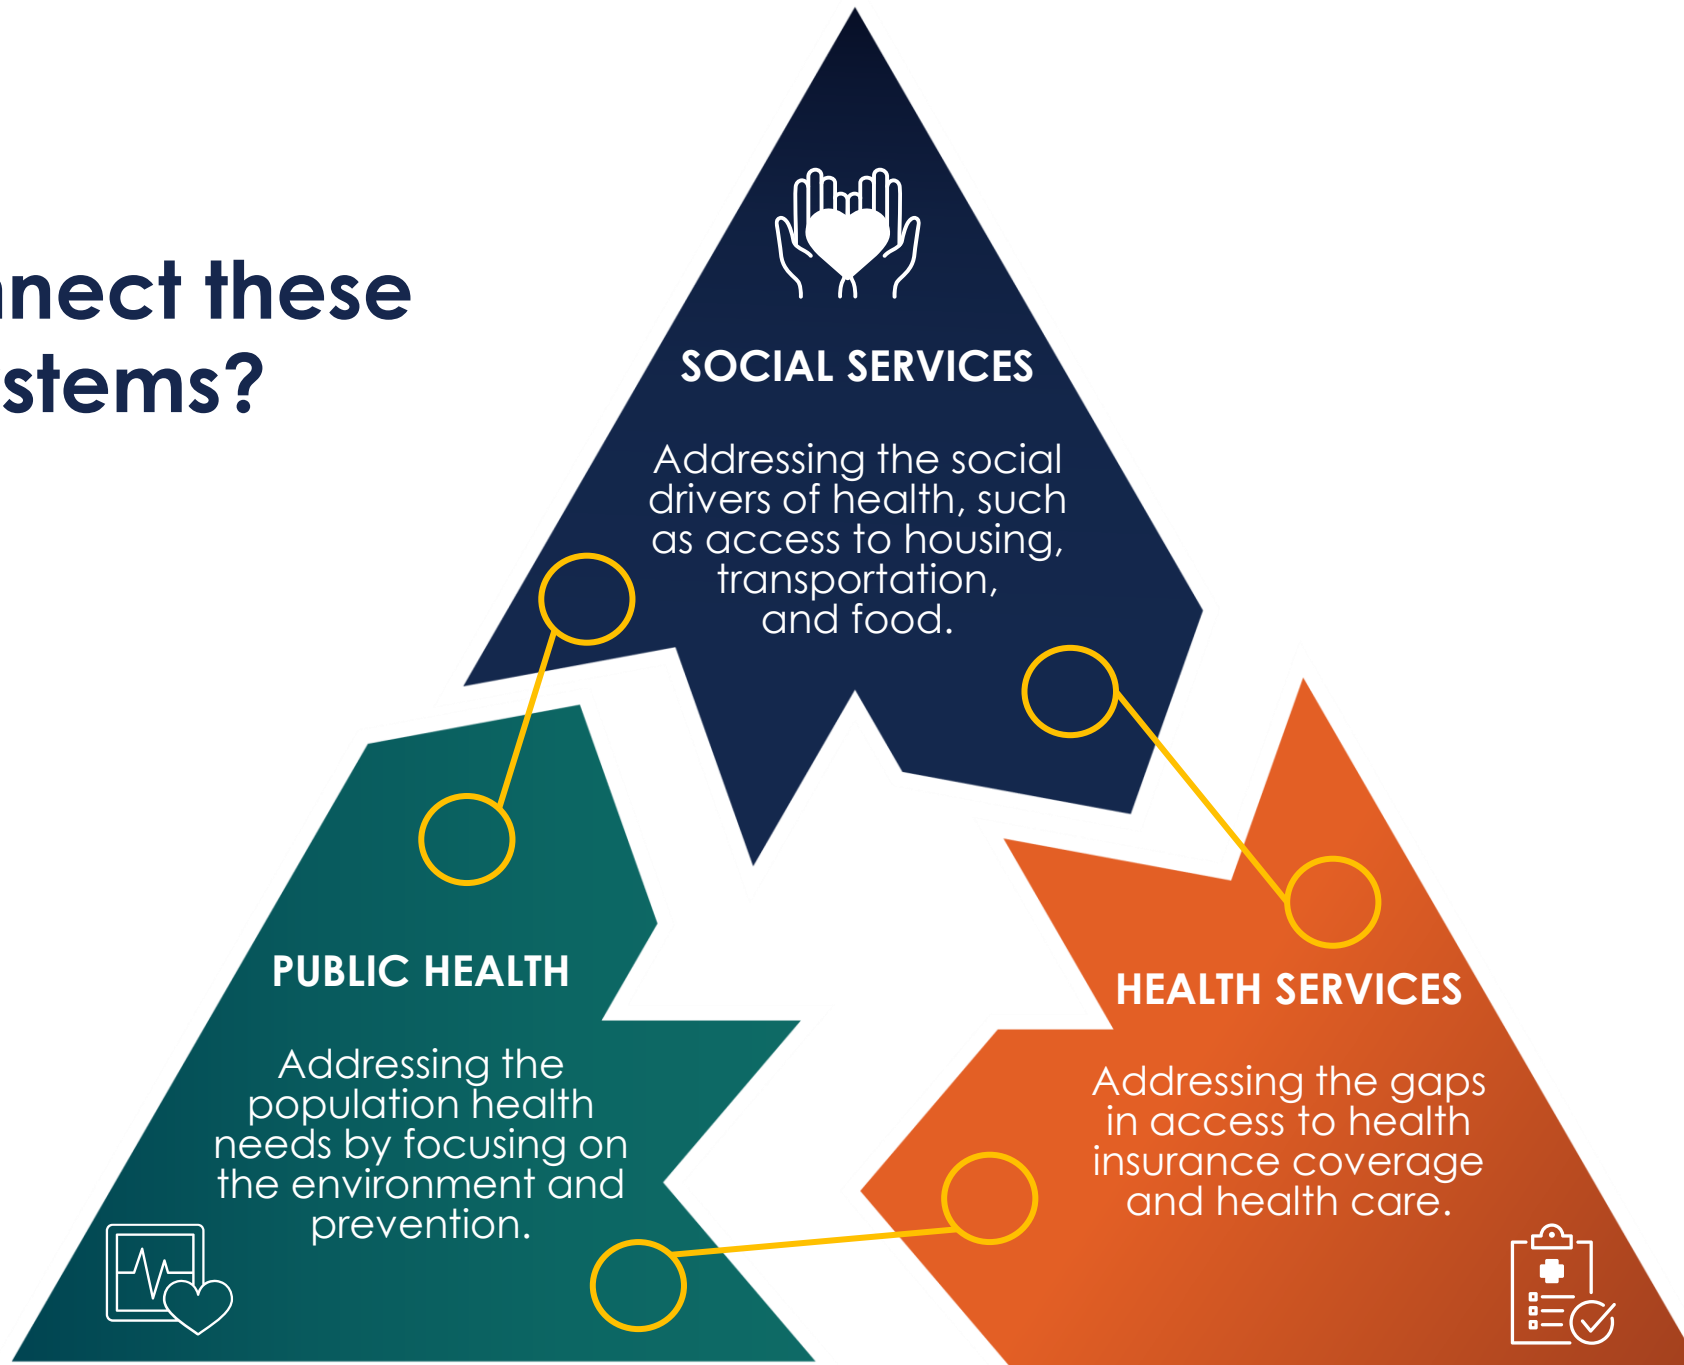 nnect these
stems?
SOCIAL SERVICES
Addressing the social
drivers of health, such
as access to housing,
transportation,
and food.
PUBLIC HEALTH
Addressing the
population health
needs by focusing on
the environment and
prevention.
HEALTH SERVICES
Addressing the gaps
in access to health
insurance coverage
and health care.